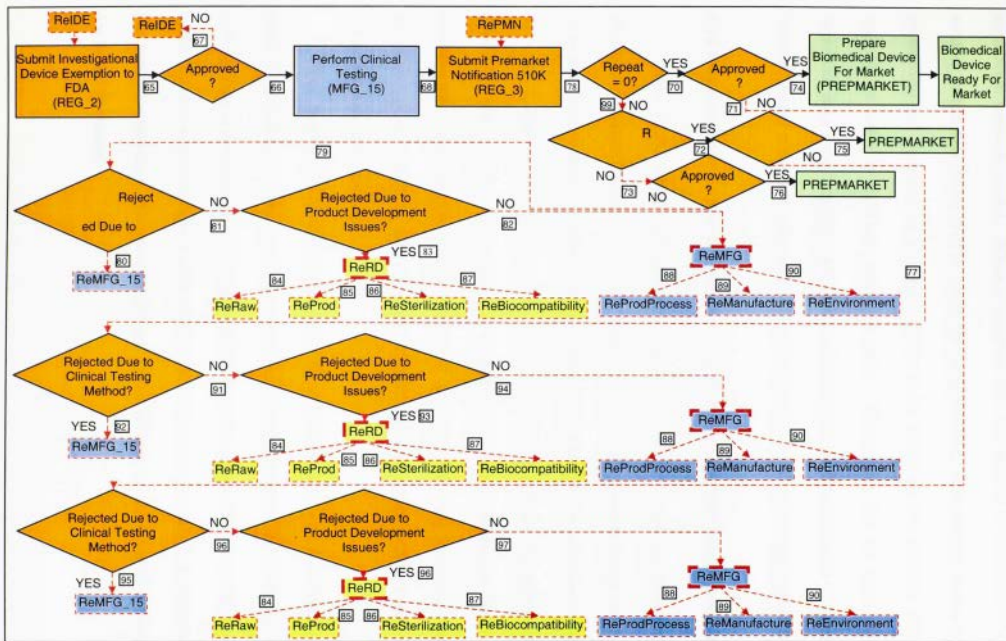 ReIDE
ReIDE
NO
67
RePMN
Submit Investigational
Device Exemption to
FDA
(REG_2)
65
Approved
?
66
Perform Clinical
Testing
(MFG_15)
68
Submit Premarket
Notification 510K
(REG_3)
78
Repeat
= 0?
YES
70
Approved
?
YES
74
Prepare
Biomedical Device
For Market
(PREPMARKET)
Biomedical
Device
Ready For
Market
99
NO
71
NO
R
YES
72
YES
75
PREPMARKET
NO
73
NO
Approved
?
YES
76
NO
PREPMARKET
79
77
Reject
ed Due to
NO
81
Rejected Due to
Product Development
Issues?
NO
82
80
ReMFG_15
YES
83
ReRD
84
85
86
87
ReRaw
ReProd
ReSterilization
ReBiocompatibility
ReMFG
88
89
90
ReProdProcess
ReManufacture
ReEnvironment
Rejected Due to
Clinical Testing
Method?
NO
91
Rejected Due to
Product Development
Issues?
NO
94
YES
92
ReMFG_15
YES
93
ReRD
84
85
86
87
ReRaw
ReProd
ReSterilization
ReBiocompatibility
ReMFG
88
89
90
ReProdProcess
ReManufacture
ReEnvironment
Rejected Due to
Clinical Testing
Method?
NO
96
Rejected Due to
Product Development
Issues?
NO
97
YES
95
ReMFG_15
YES
96
ReRD
84
85
86
87
ReRaw
ReProd
ReSterilization
ReBiocompatibility
ReMFG
88
89
90
ReProdProcess
ReManufacture
ReEnvironment